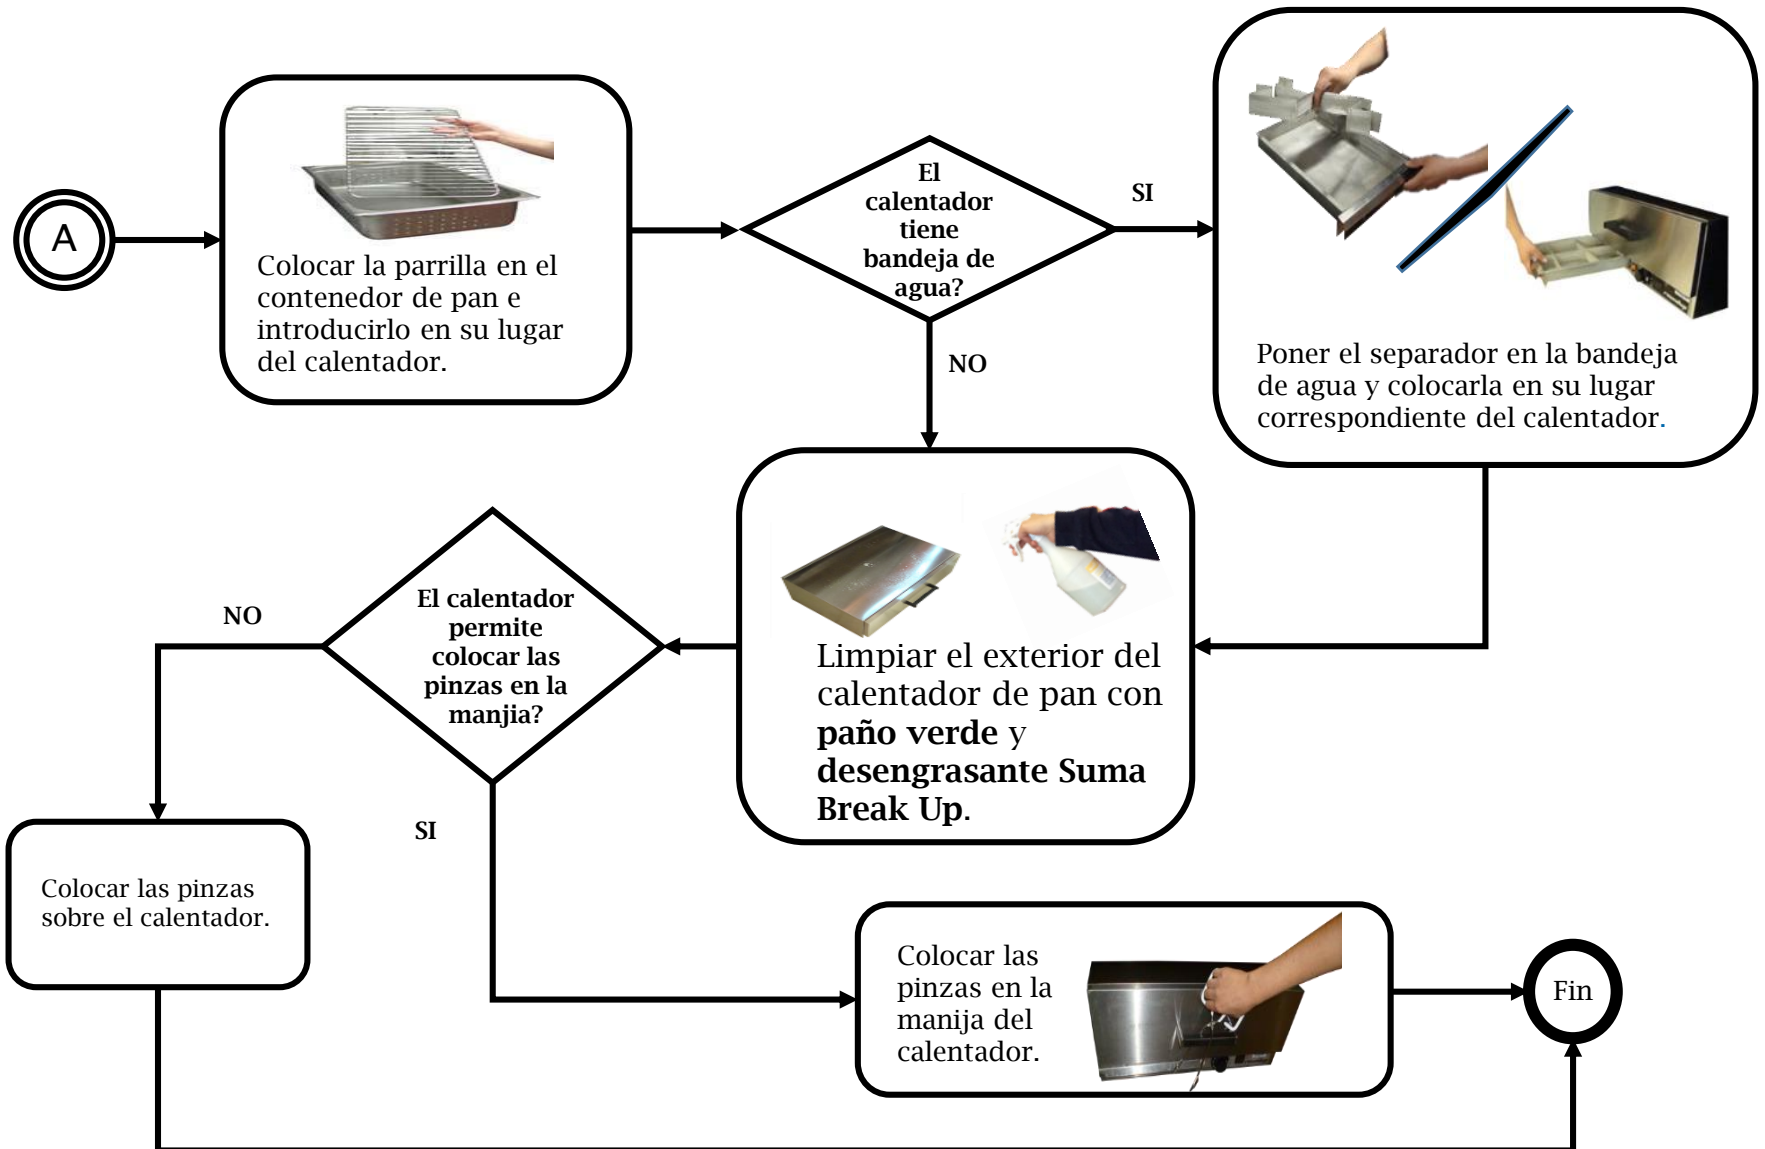 A
Colocar la parrilla en el
contenedor de pan e
introducirlo en su lugar
del calentador.
El
calentador
tiene
bandeja de
agua?
SI
NO
Poner el separador en la bandeja
de agua y colocarla en su lugar
correspondiente del calentador.
Limpiar el exterior del
calentador de pan con
paño verde y
desengrasante Suma
Break Up.
El calentador
permite
colocar las
pinzas en la
manjia?
NO
SI
Colocar las pinzas
sobre el calentador.
Colocar las
pinzas en la
manija del
calentador.
Fin